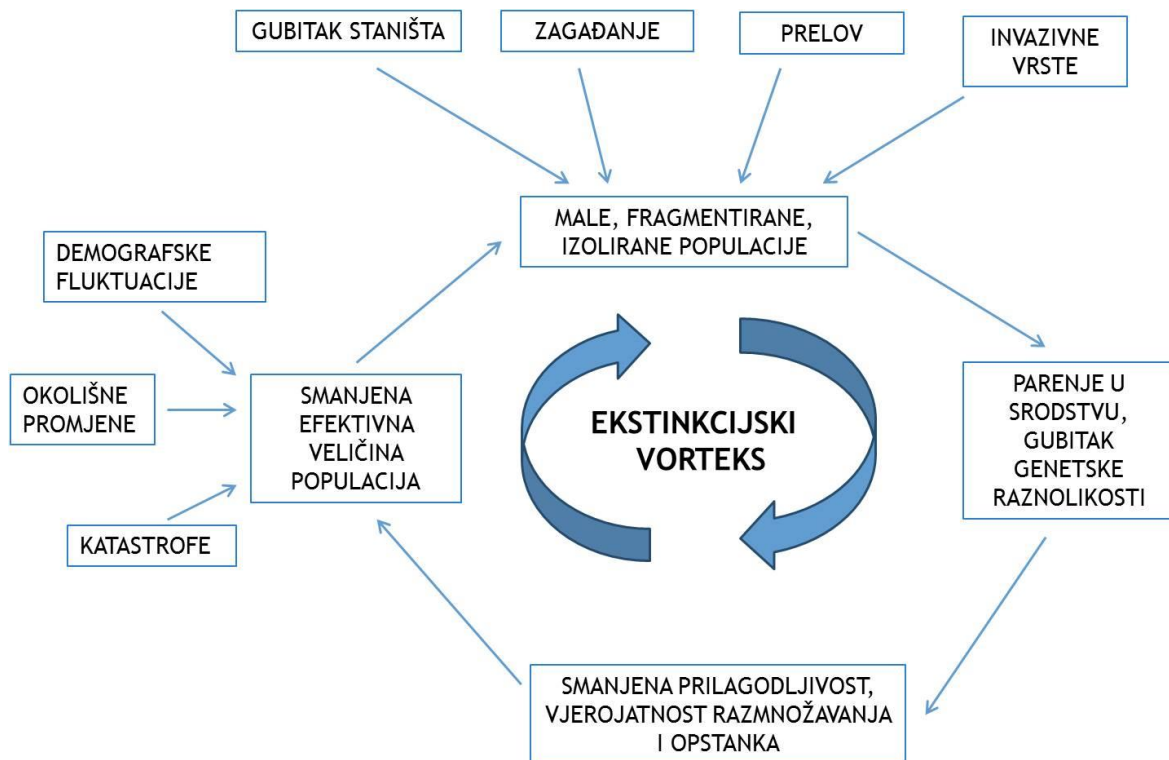 GUBITAK STANIŠTA
ZAGAĐANJE
PRELOV
INVAZIVNE
VRSTE
MALE, FRAGMENTIRANE,
IZOLIRANE POPULACIJE
DEMOGRAFSKE
FLUKTUACIJE
OKOLIŠNE
PROMJENE
KATASTROFE
SMANJENA
EFEKTIVNA
VELIČINA
POPULACIJA
EKSTINKCIJSKI
VORTEKS
PARENJE U
SRODSTVU,
GUBITAK
GENETSKE
RAZNOLIKOSTI
SMANJENA PRILAGODLJIVOST,
VJEROJATNOST RAZMNOŽAVANJA
I OPSTANKA